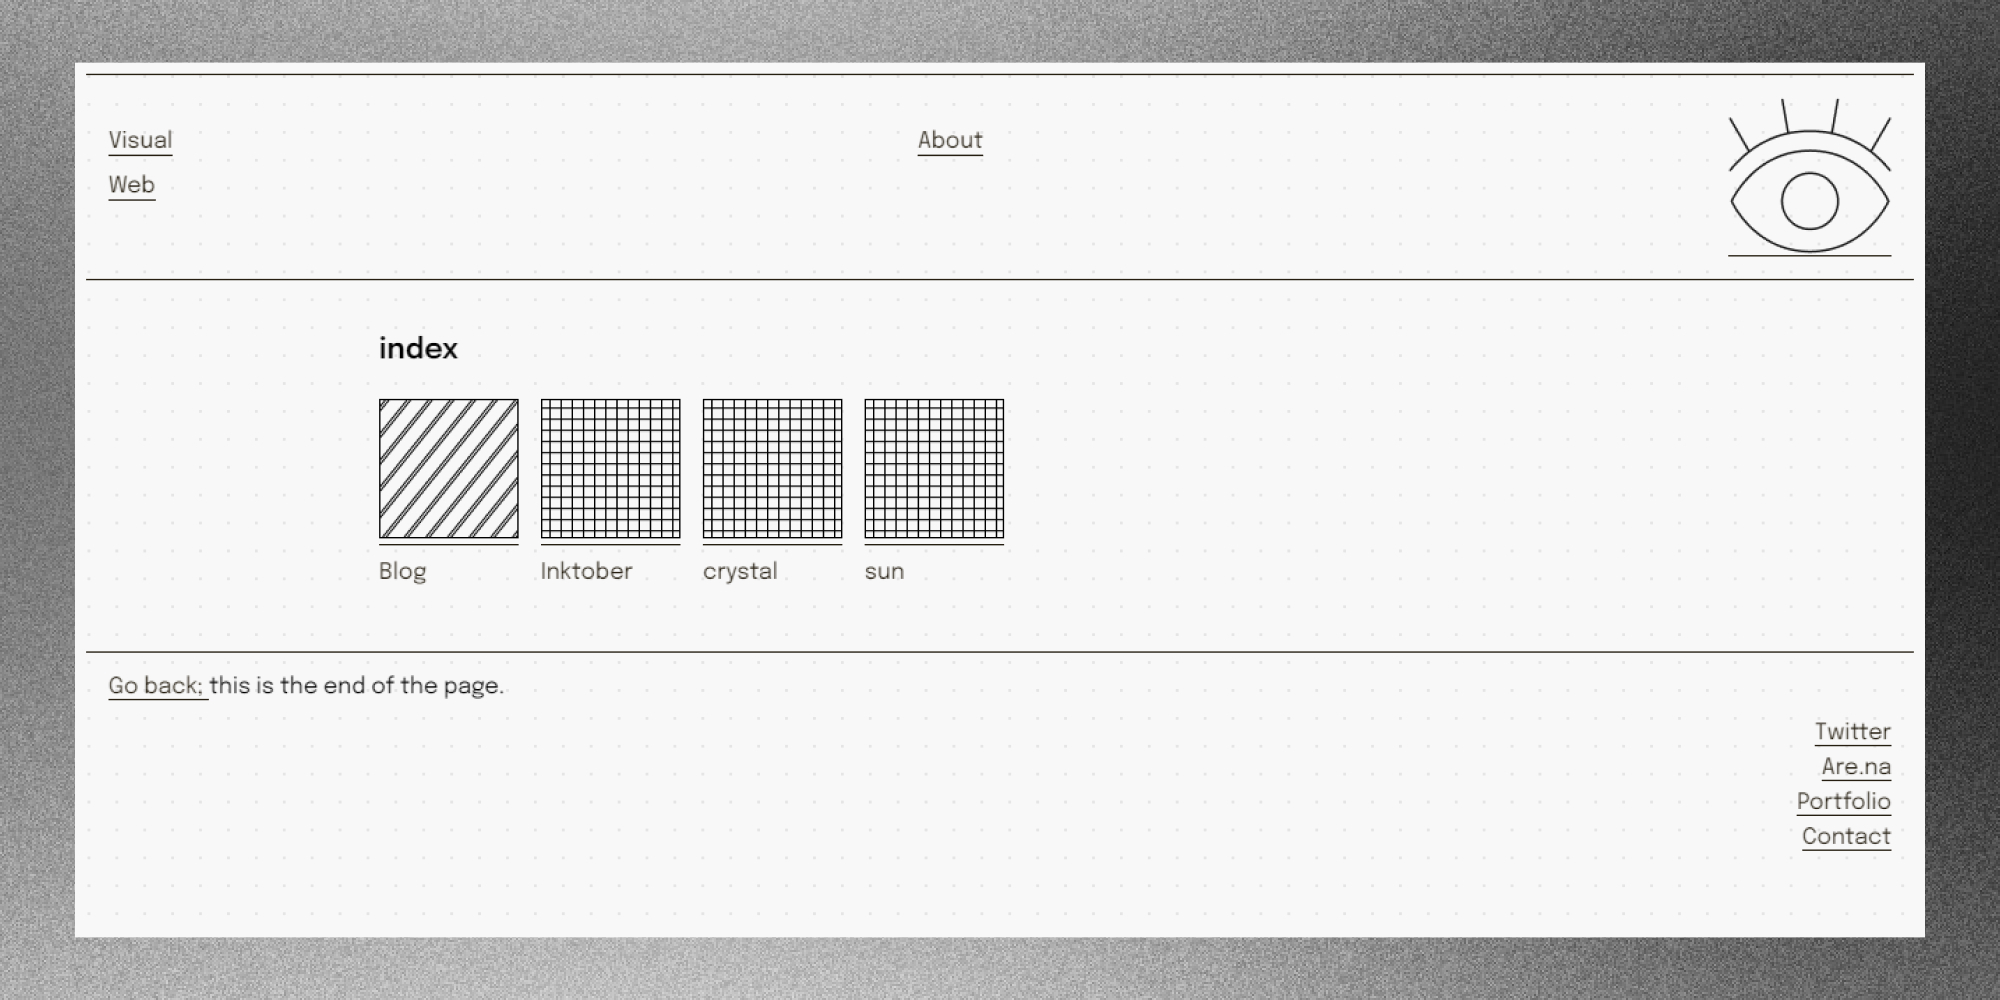 Visual
About
Web
index
Blog
Inktober
crystal
sun
Go back; this is the end of the page.
Twitter
Are.na
Portfolio
Contact